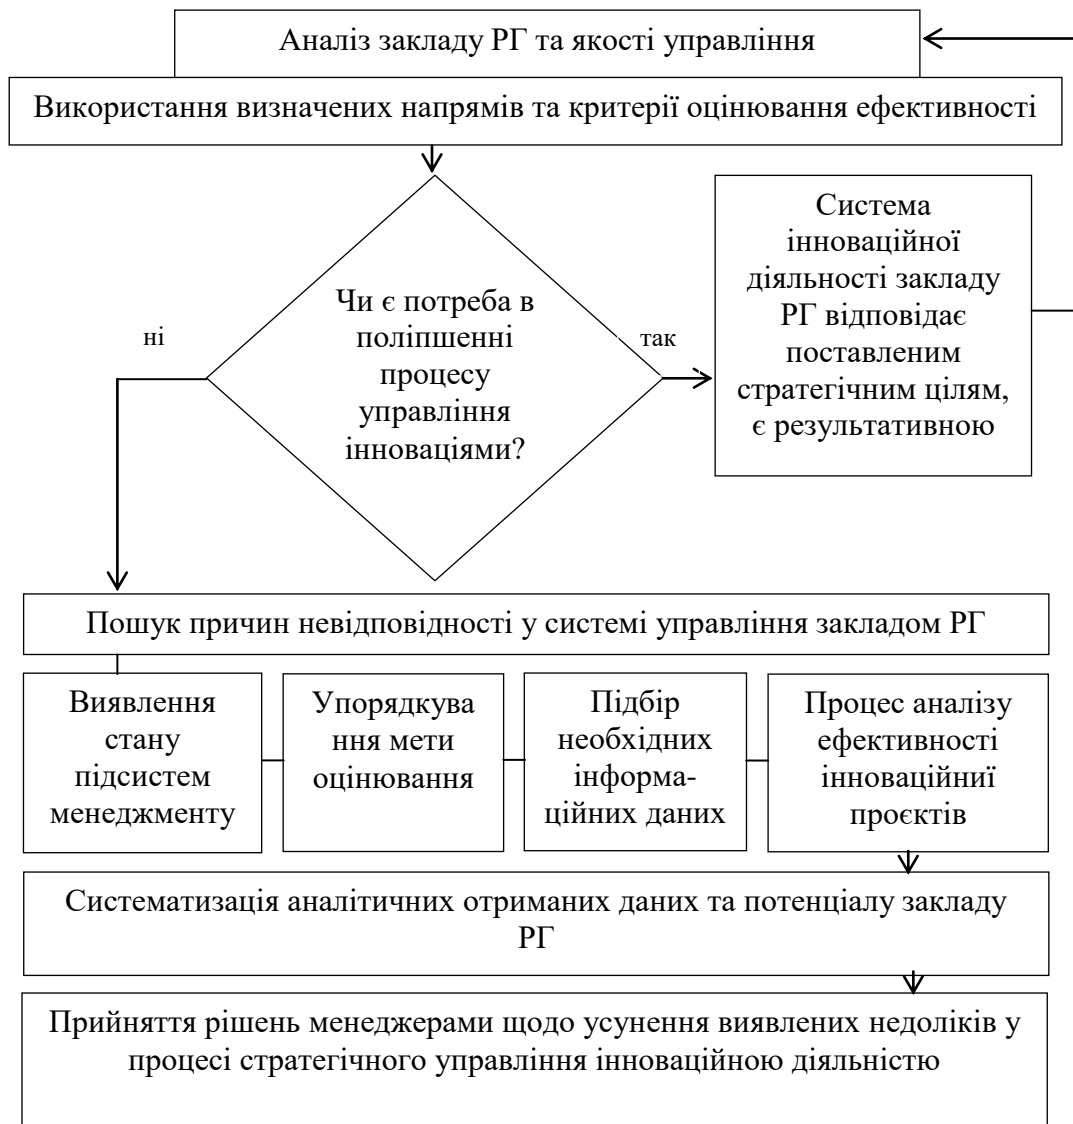 Аналіз закладу РГ та якості управління
Використання визначених напрямів та критерії оцінювання ефективності
Чи є потреба в
поліпшенні
процесу
управління
інноваціями?
ні
так
Система
інноваційної
діяльності закладу
РГ відповідає
поставленим
стратегічним цілям,
є результативною
Пошук причин невідповідності у системі управління закладом РГ
Виявлення
стану
підсистем
менеджменту
Упорядкува
ння мети
оцінювання
Підбір
необхідних
інформа-
ційних даних
Процес аналізу
ефективності
інноваційниї
проєктів
Систематизація аналітичних отриманих даних та потенціалу закладу
РГ
Прийняття рішень менеджерами щодо усунення виявлених недоліків у
процесі стратегічного управління інноваційною діяльністю